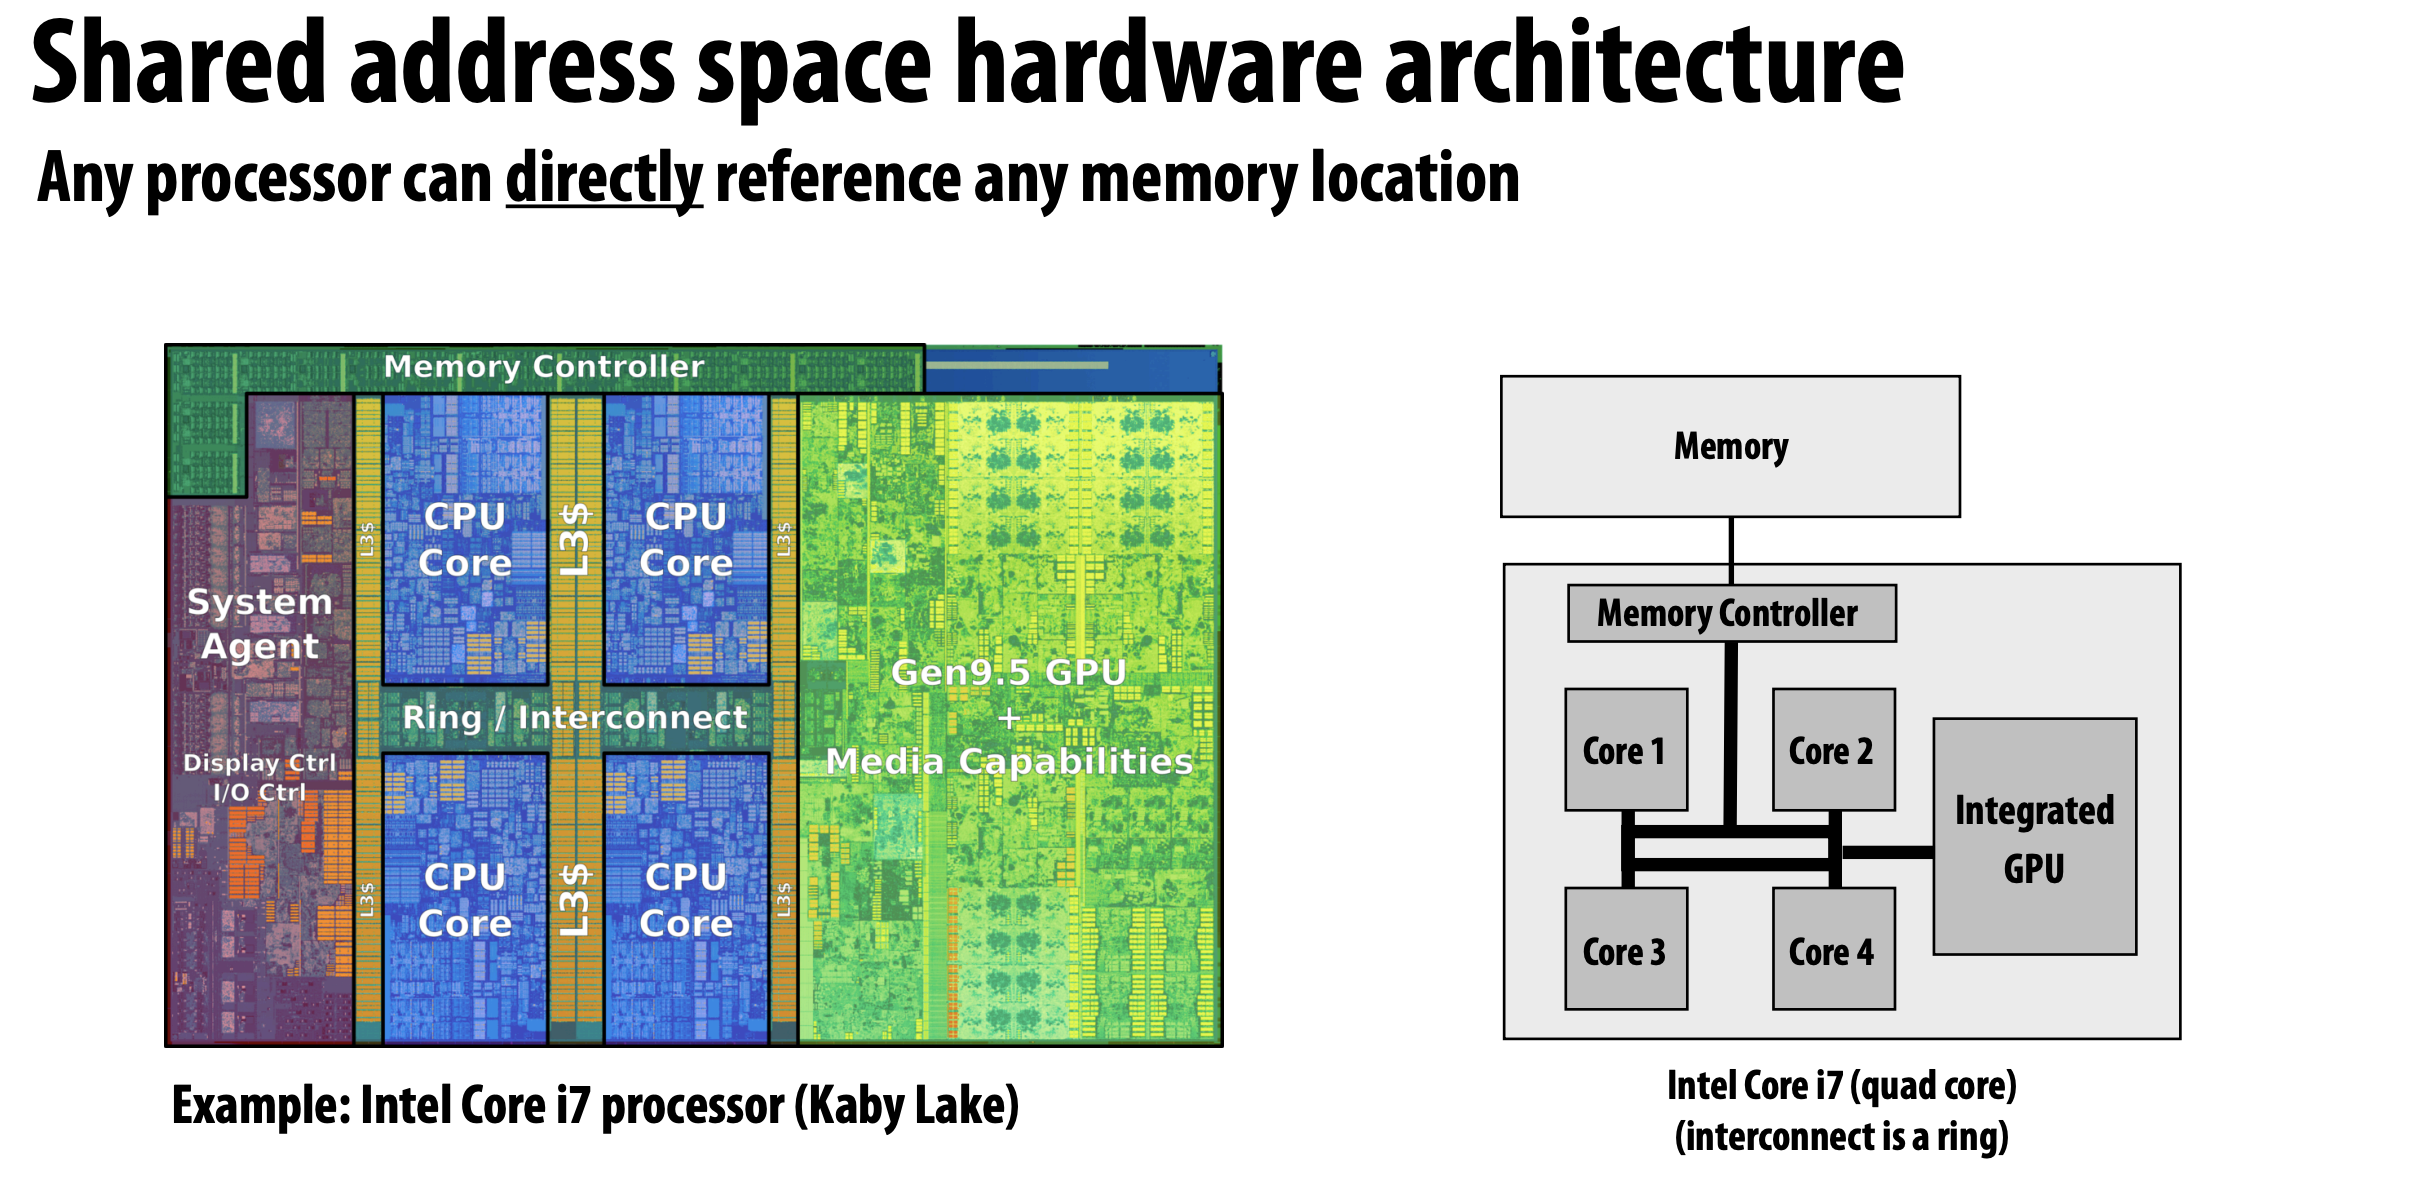 Shared address space hardware architecture
Any processor can directly reference any memory location
Memory Controller
System
Agent
Display Ctrl
I/O Ctrl
L3$
CPU
Core
L3$
CPU
Core
L3$
Ring / Interconnect
L3$
CPU
Core
L3$
CPU
Core
L3$
Gen9.5 GPU
+
Media Capabilities
Example: Intel Core i7 processor (Kaby Lake)
Memory
Memory Controller
Core 1
Core 2
Core 3
Core 4
Integrated
GPU
Intel Core i7 (quad core)
(interconnect is a ring)